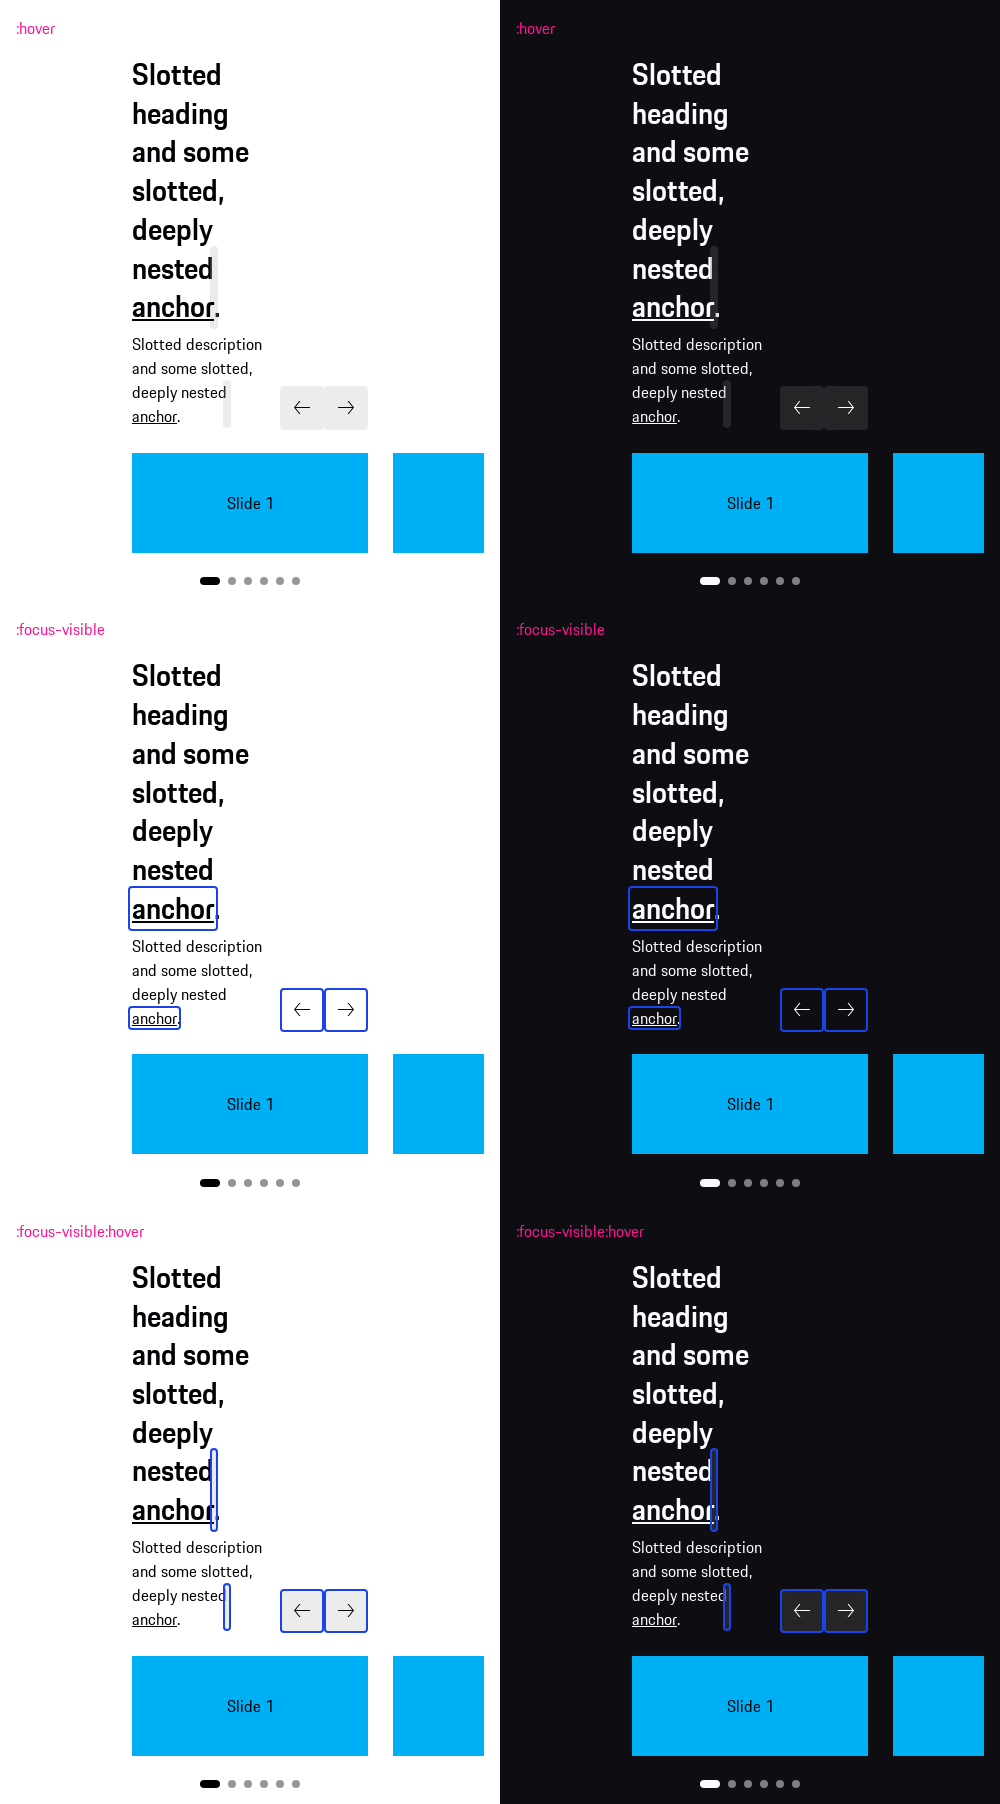 :hover
Slotted
heading
and some
slotted,
deeply
nested
anchor.
Slotted description
and some slotted,
deeply nested
anchor.
Slide 1
:hover
Slotted
heading
and some
slotted,
deeply
nested
anchor.
Slotted description
and some slotted,
deeply nested
anchor.
Slide 1
:focus-visible
Slotted
heading
and some
slotted,
deeply
nested
anchor.
Slotted description
and some slotted,
deeply nested
anchor.
Slide 1
:focus-visible
Slotted
heading
and some
slotted,
deeply
nested
anchor.
Slotted description
and some slotted,
deeply nested
anchor.
Slide 1
:focus-visible:hover
Slotted
heading
and some
slotted,
deeply
nested
anchor.
Slotted description
and some slotted,
deeply nested
anchor.
Slide 1
:focus-visible:hover
Slotted
heading
and some
slotted,
deeply
nested
anchor.
Slotted description
and some slotted,
deeply nested
anchor.
Slide 1